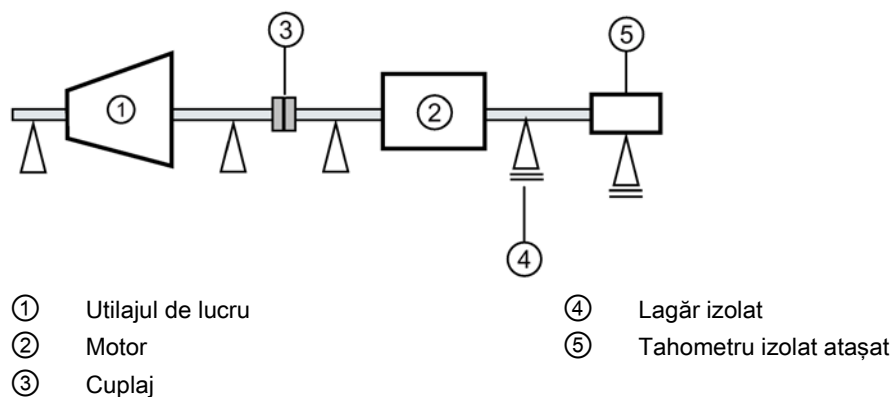 ③
⑤
①
②
④
① Utilajul de lucru
④ Lagăr izolat
② Motor
⑤ Tahometru izolat atașat
③ Cuplaj